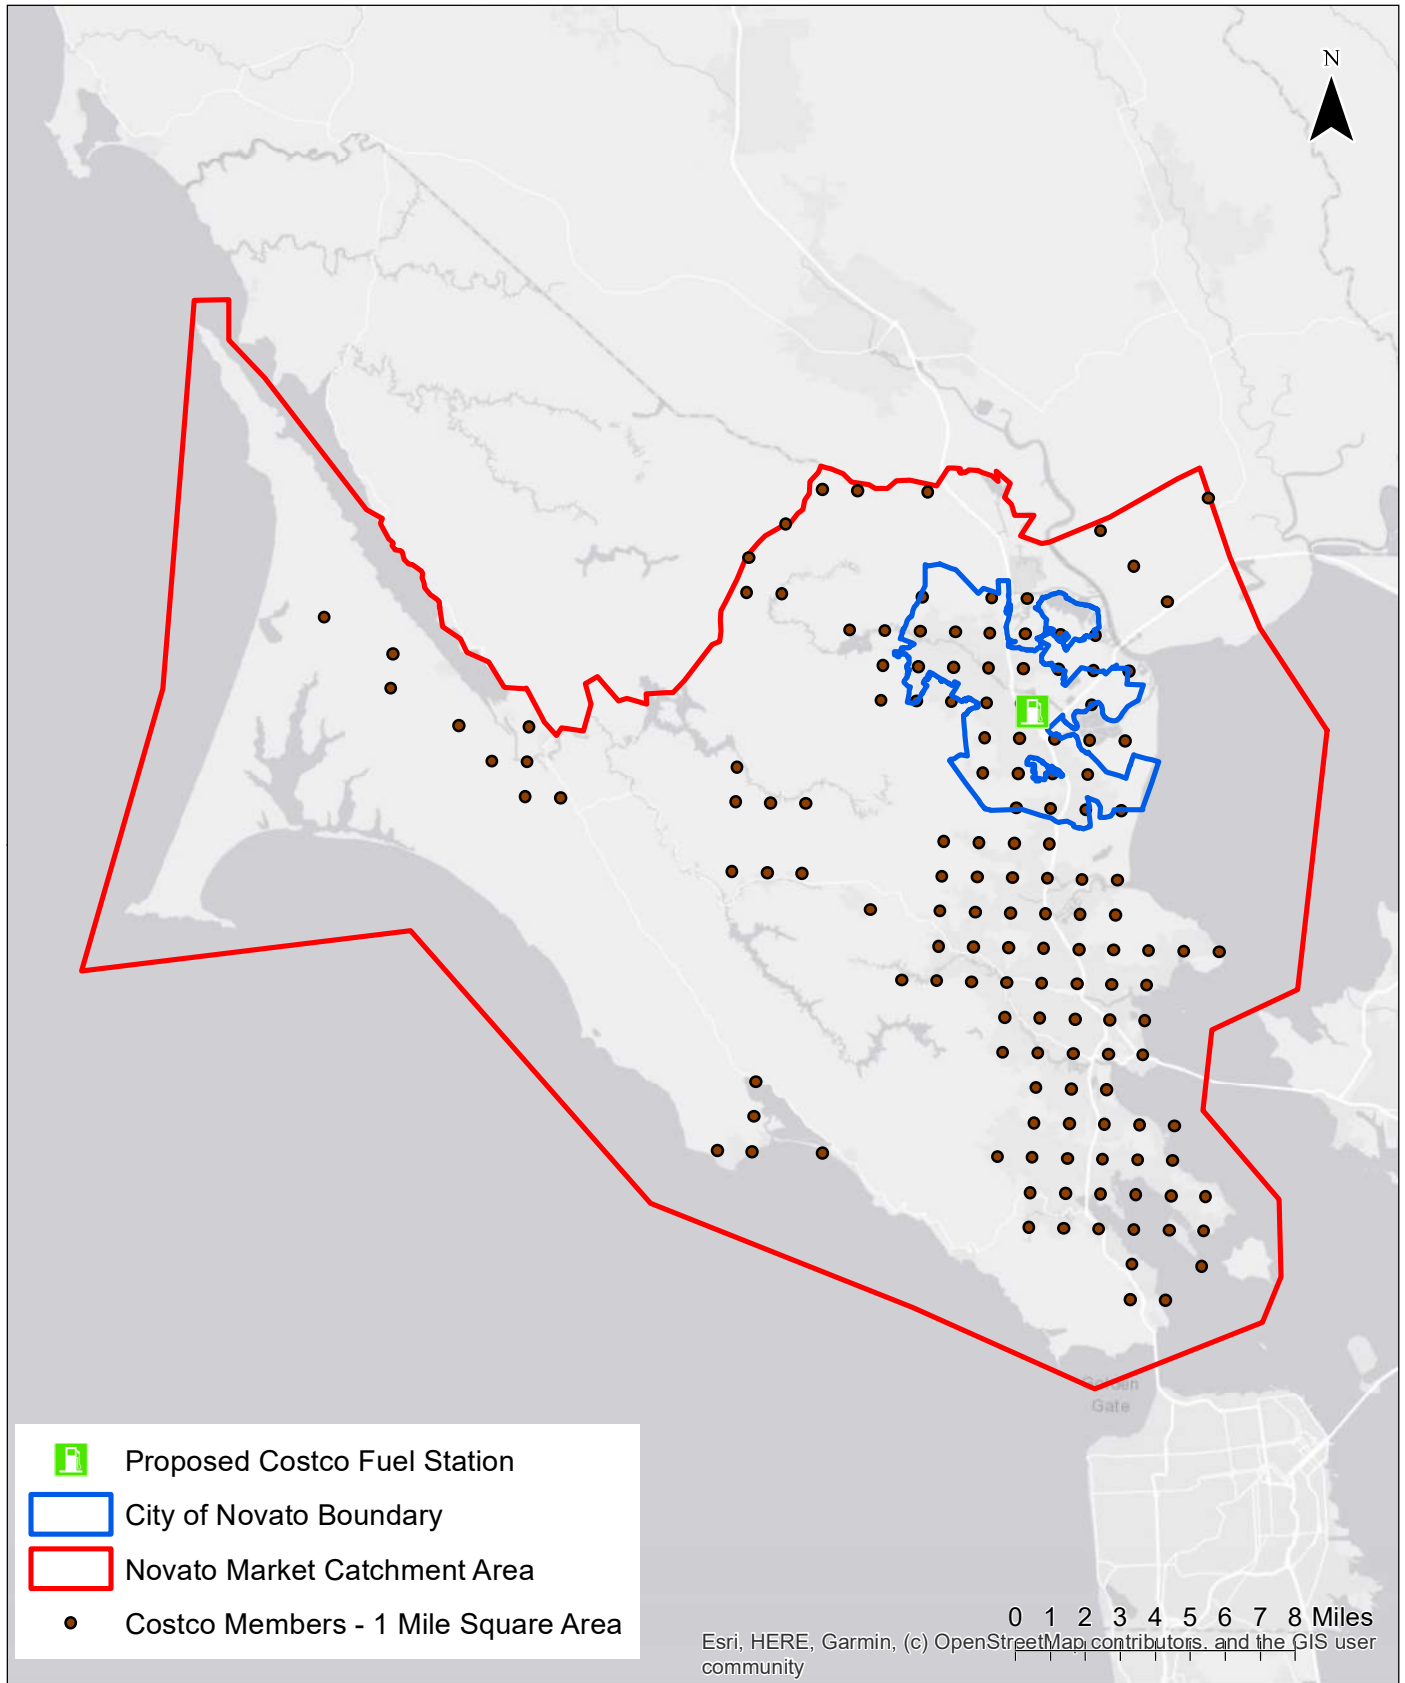 N
Golden
Gate
Proposed Costco Fuel Station
City of Novato Boundary
Novato Market Catchment Area
Costco Members - 1 Mile Square Area
0 1 2 3 4 5 6 7 8 Miles
Esri, HERE, Garmin, (c) OpenStreetMap contributors, and the GIS user
community